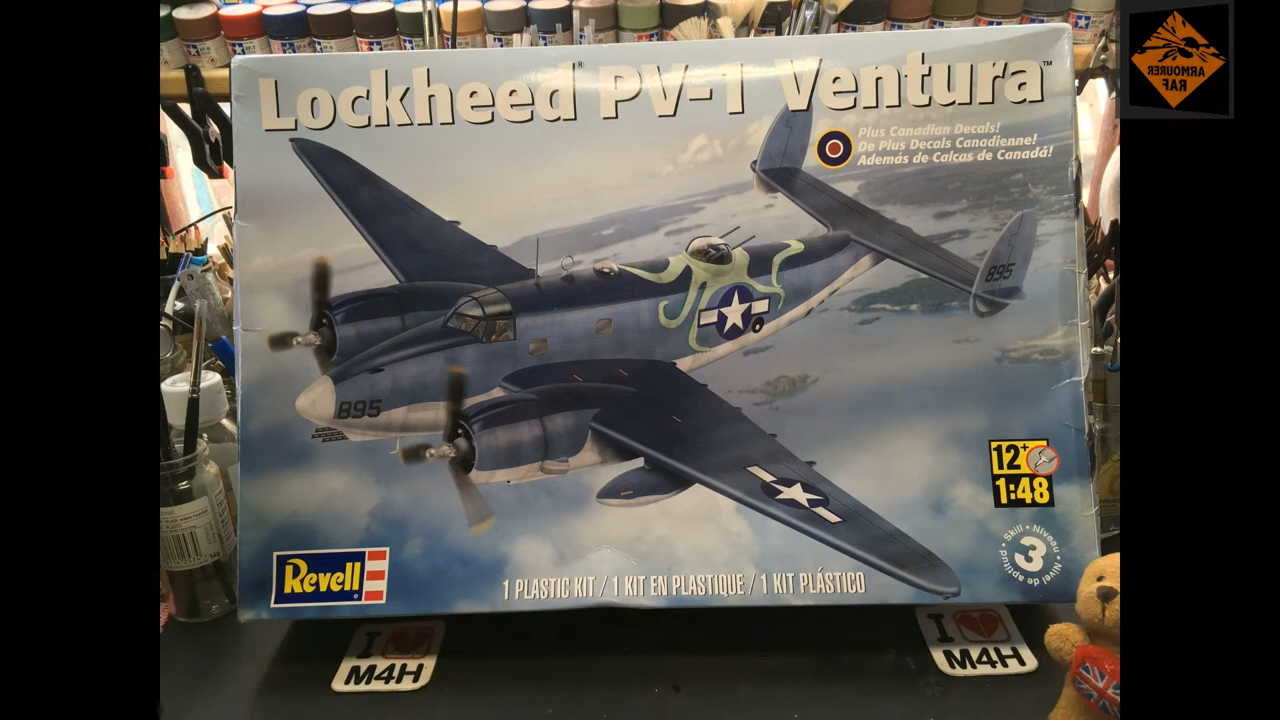 Lockheed® PV-1 Ventura™
Plus Canadian Decals!
De Plus Decals Canadienne!
Además de Calcas de Canadá!
895
895
12+
1:48
Skill • Niveau • Nivel de aptitud •
3
Revell
1 PLASTIC KIT / 1 KIT EN PLASTIQUE / 1 KIT PLÁSTICO
I
M4H
I
M4H
ARMOURER
RAF